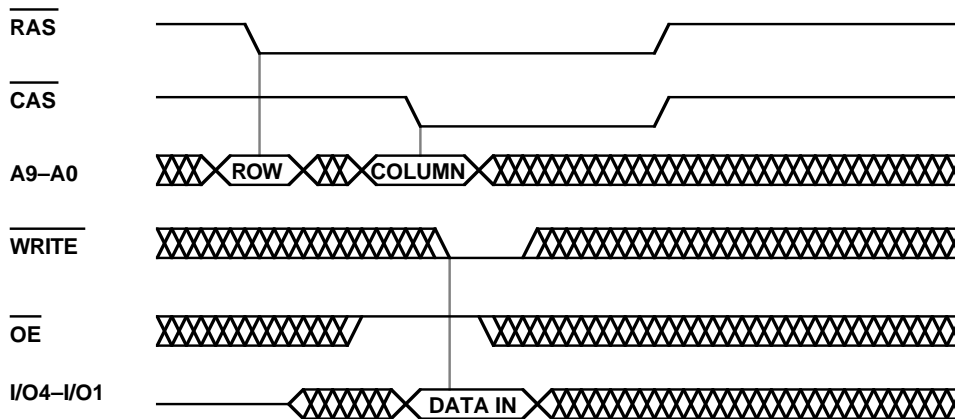 RAS
CAS
A9–A0 ROW COLUMN
WRITE
OE
I/O4–I/O1 DATA IN